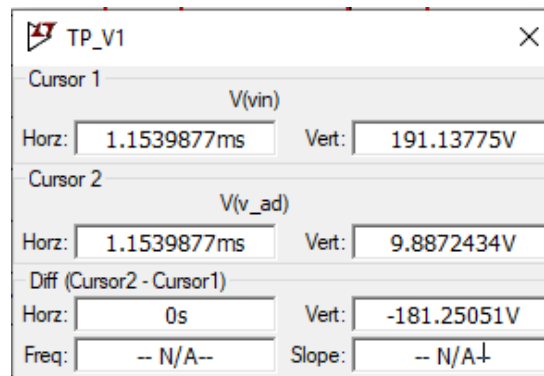 TP_V1
Cursor 1
V(vin)
Horz: 1.1539877ms Vert: 191.13775V
Cursor 2
V(v_ad)
Horz: 1.1539877ms Vert: 9.8872434V
Diff (Cursor2 - Cursor1)
Horz: 0s Vert: -181.25051V
Freq: -- N/A-- Slope: -- N/A--